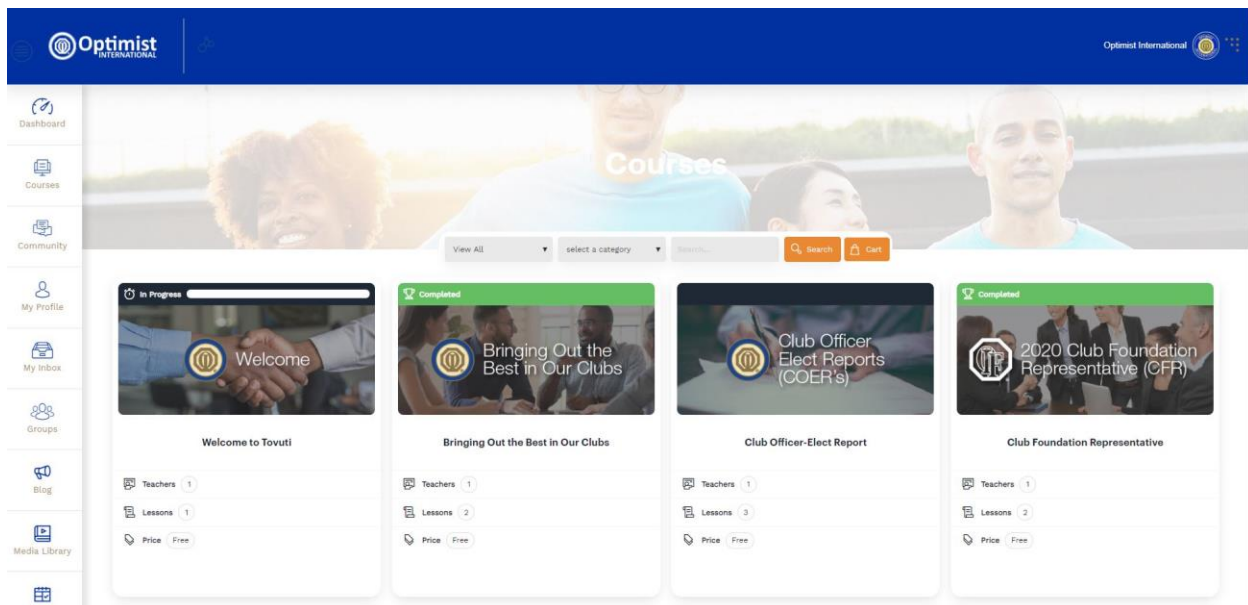 Optimist
INTERNATIONAL
Optimist International
Dashboard
Courses
Community
My Profile
My Inbox
Groups
Blog
Media Library
Courses
View All
select a category
Search...
Search
Cart
In Progress
Welcome
Welcome to Tovuti
Teachers 1
Lessons 1
Price Free
Completed
Bringing Out the
Best in Our Clubs
Bringing Out the Best in Our Clubs
Teachers 1
Lessons 2
Price Free
Club Officer
Elect Reports
(COER's)
Club Officer-Elect Report
Teachers 1
Lessons 3
Price Free
Completed
2020 Club Foundation
Representative (CFR)
Club Foundation Representative
Teachers 1
Lessons 2
Price Free